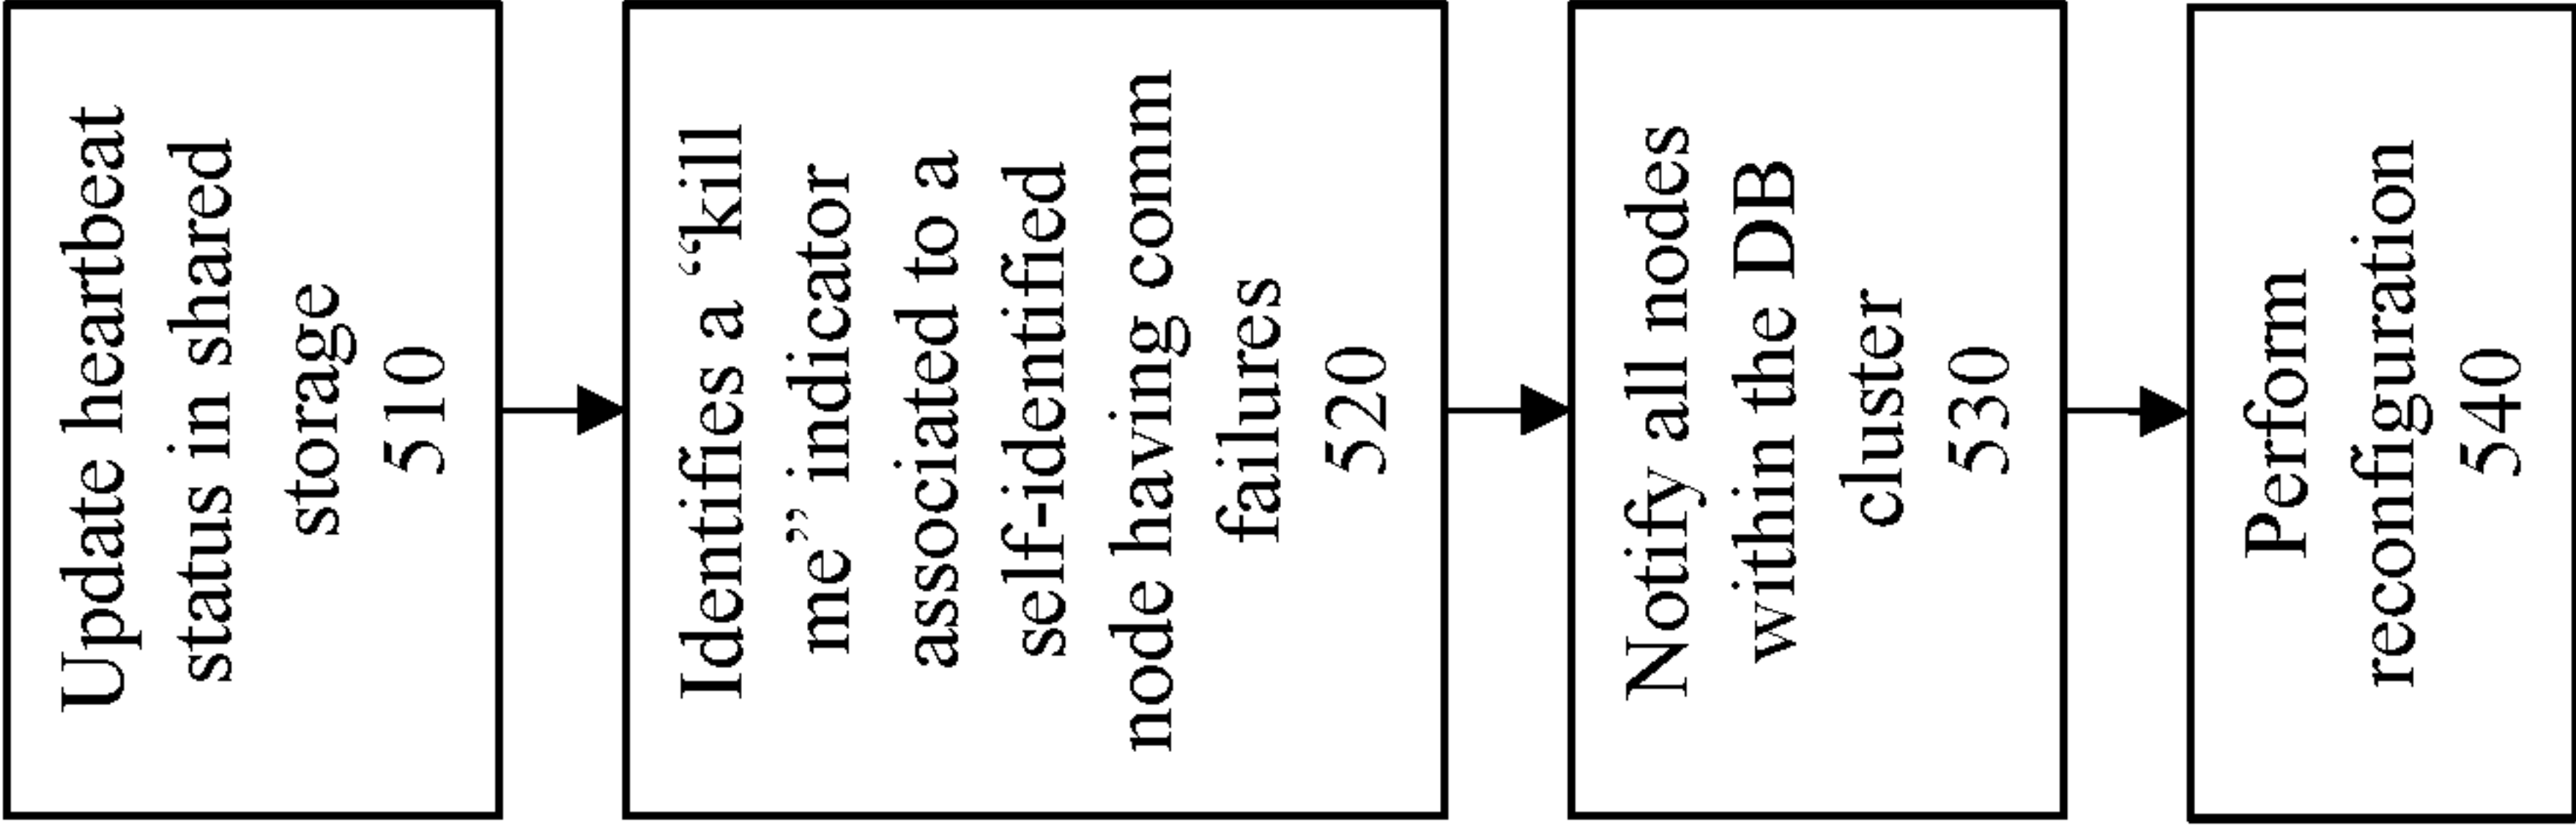 Update heartbeat
status in shared
storage
510
Identifies a “kill
me” indicator
associated to a
self-identified
node having comm
failures
520
Notify all nodes
within the DB
cluster
530
Perform
reconfiguration
540